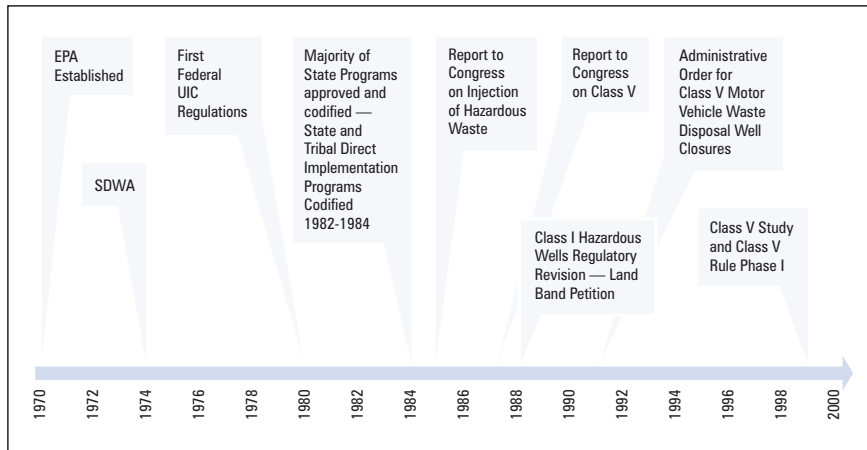 EPA
Established
First
Federal
UIC
Regulations
Majority of
State Programs
approved and
codified —
State and
Tribal Direct
Implementation
Programs
Codified
1982-1984
Report to
Congress
on Injection
of Hazardous
Waste
Report to
Congress
on Class V
Administrative
Order for
Class V Motor
Vehicle Waste
Disposal Well
Closures
SDWA
Class I Hazardous
Wells Regulatory
Revision — Land
Band Petition
Class V Study
and Class V
Rule Phase I
1970
1972
1974
1976
1978
1980
1982
1984
1986
1988
1990
1992
1994
1996
1998
2000